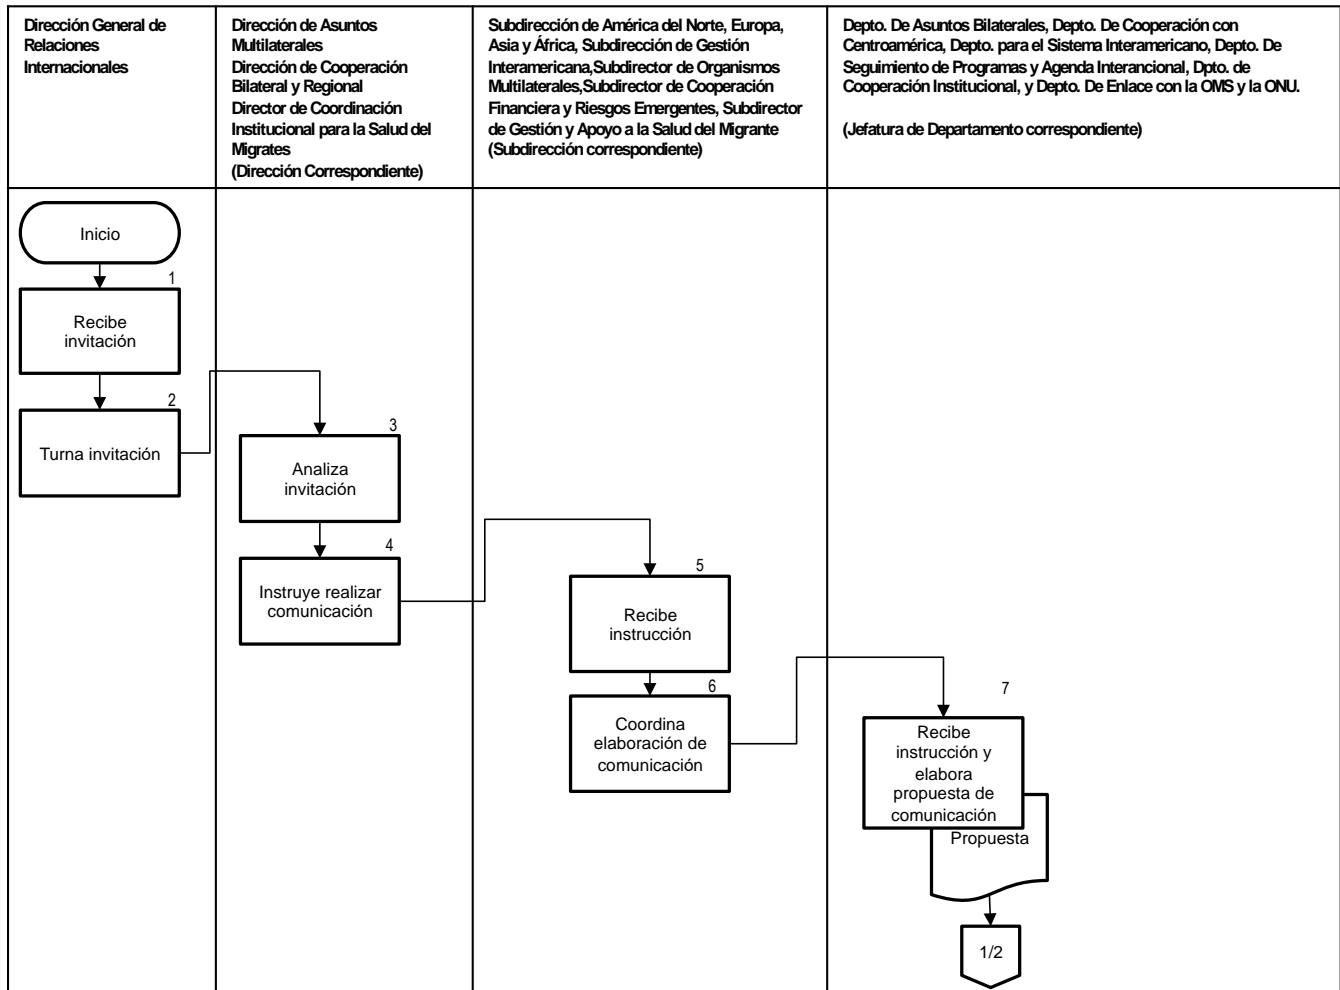 Dirección General de
Relaciones
Internacionales
Dirección de Asuntos
Multilaterales
Dirección de Cooperación
Bilateral y Regional
Director de Coordinación
Institucional para la Salud del
Migrates
(Dirección Correspondiente)
Subdirección de América del Norte, Europa,
Asia y África, Subdirección de Gestión
Interamericana,Subdirector de Organismos
Multilaterales,Subdirector de Cooperación
Financiera y Riesgos Emergentes, Subdirector
de Gestión y Apoyo a la Salud del Migrante
(Subdirección correspondiente)
Depto. De Asuntos Bilaterales, Depto. De Cooperación con
Centroamérica, Depto. para el Sistema Interamericano, Depto. De
Seguimiento de Programas y Agenda Interancional, Dpto. de
Cooperación Institucional, y Depto. De Enlace con la OMS y la ONU.
(Jefatura de Departamento correspondiente)
Inicio
1
Recibe
invitación
2
Turna invitación
3
Analiza
invitación
4
Instruye realizar
comunicación
5
Recibe
instrucción
6
Coordina
elaboración de
comunicación
7
Recibe
instrucción y
elabora
propuesta de
comunicación
Propuesta
1/2